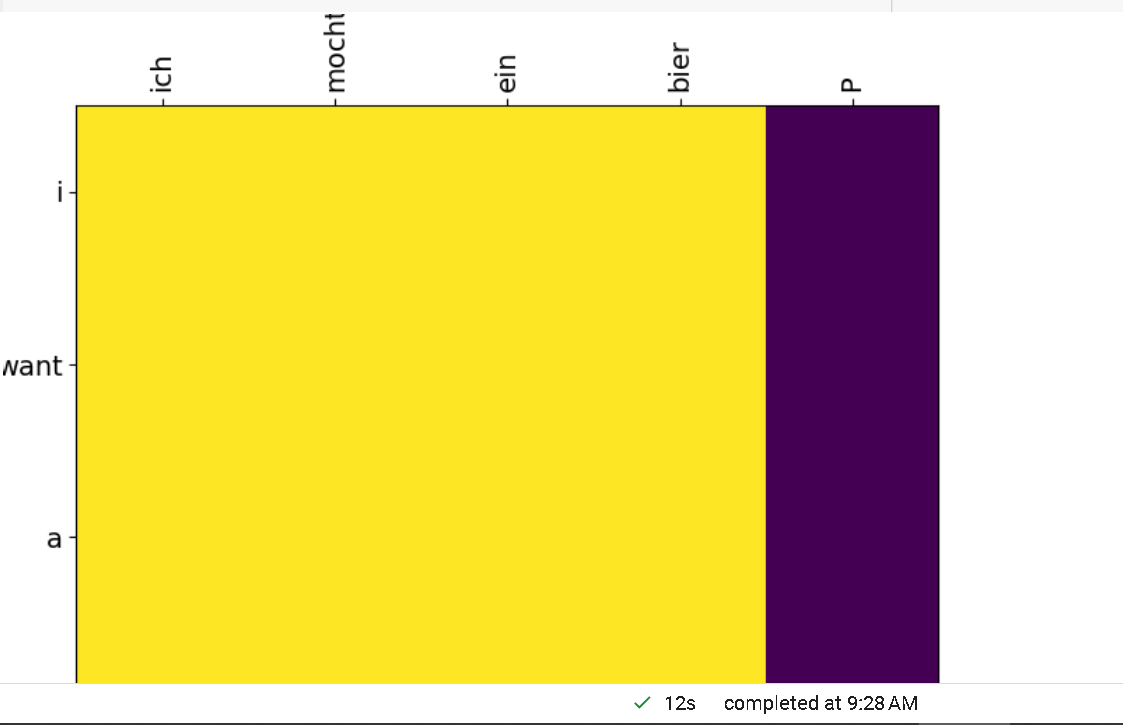 ich
mocht
ein
bier
P
i
want
a
12s completed at 9:28 AM